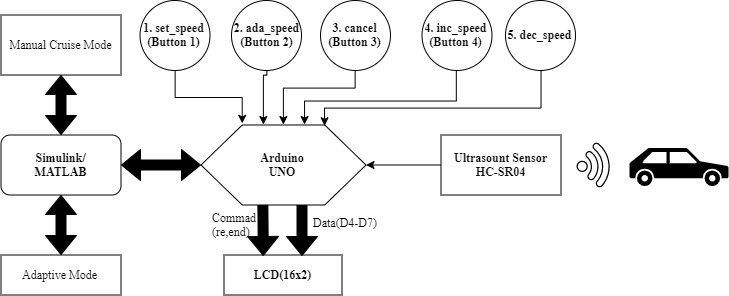 1. set_speed
(Button 1)
2. ada_speed
(Button 2)
3. cancel
(Button 3)
4. inc_speed
(Button 4)
5. dec_speed
Manual Cruise Mode
Simulink/
MATLAB
Arduino
UNO
Ultrasount Sensor
HC-SR04
Commad
(re,end)
Data(D4-D7)
Adaptive Mode
LCD(16x2)